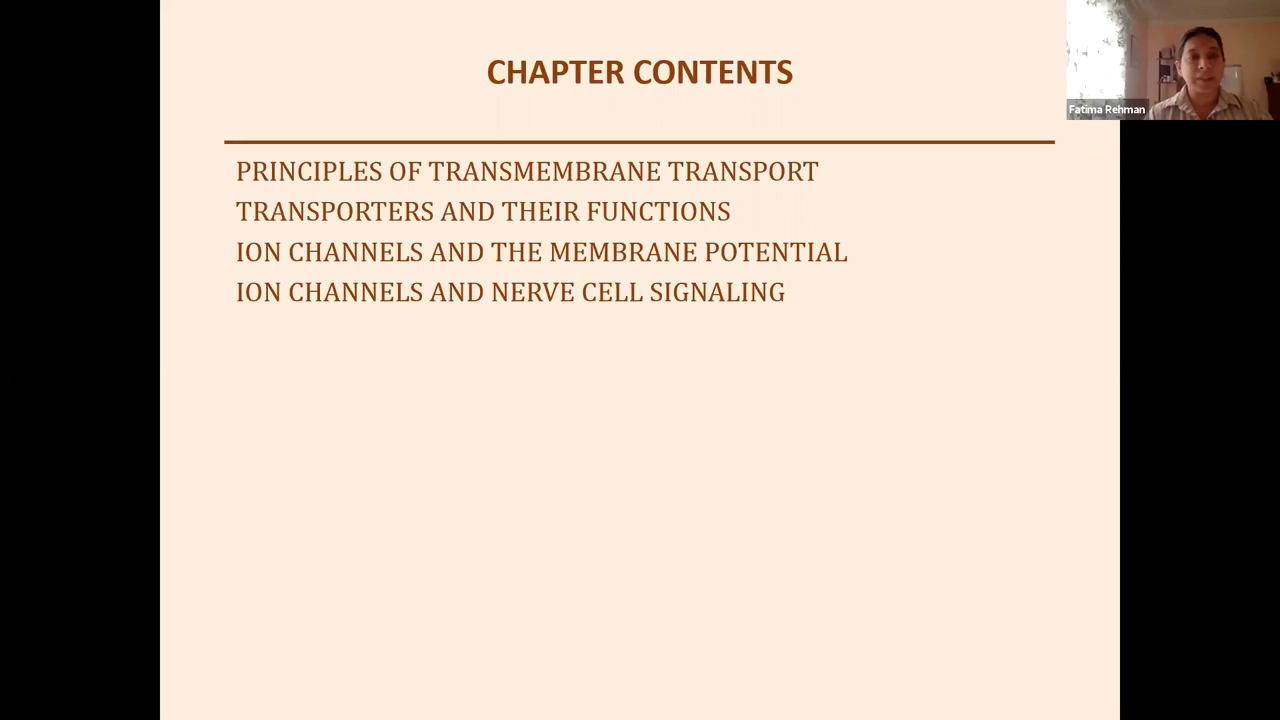 CHAPTER CONTENTS
Fatima Rehman
PRINCIPLES OF TRANSMEMBRANE TRANSPORT
TRANSPORTERS AND THEIR FUNCTIONS
ION CHANNELS AND THE MEMBRANE POTENTIAL
ION CHANNELS AND NERVE CELL SIGNALING